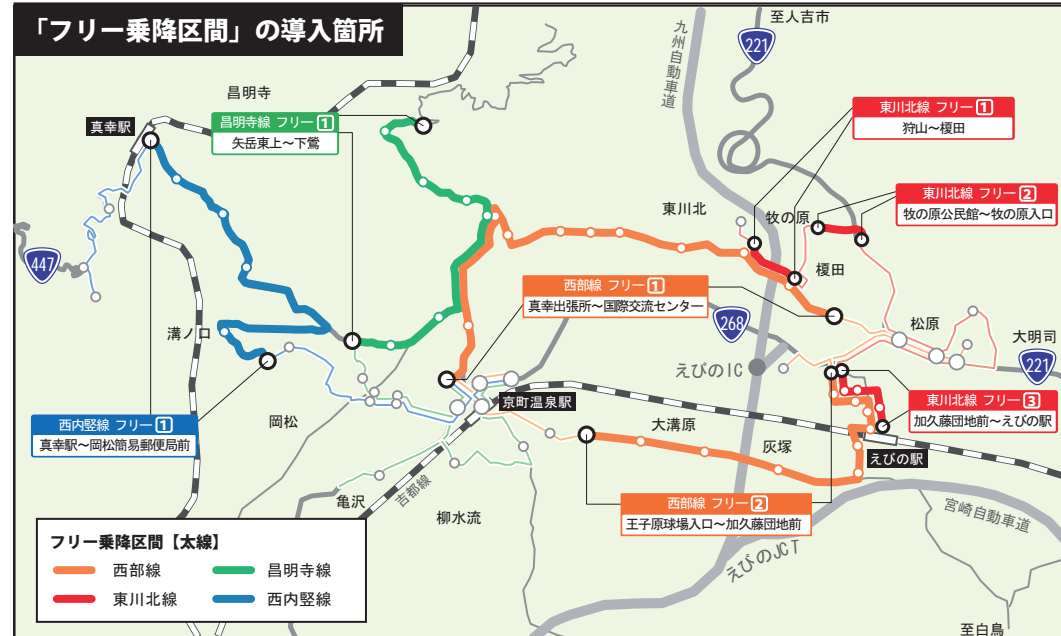 「フリー乗降区間」の導入箇所
至人吉市
221
九州自動車道
昌明寺
真幸駅
昌明寺線 フリー1
矢岳東上〜下鶯
東川北線 フリー1
狩山〜榎田
東川北
牧の原
東川北線 フリー2
牧の原公民館〜牧の原入口
447
榎田
西部線 フリー1
真幸出張所〜国際交流センター
268
松原
大明司
221
溝ノ口
えびのIC
京町温泉駅
東川北線 フリー3
加久藤団地前〜えびの駅
西内竪線 フリー1
真幸駅〜岡松簡易郵便局前
岡松
大溝原
灰塚
えびの駅
亀沢
吉都線
柳水流
西部線 フリー2
王子原球場入口〜加久藤団地前
宮崎自動車道
えびのJCT
フリー乗降区間【太線】
西部線
昌明寺線
東川北線
西内竪線
至白鳥